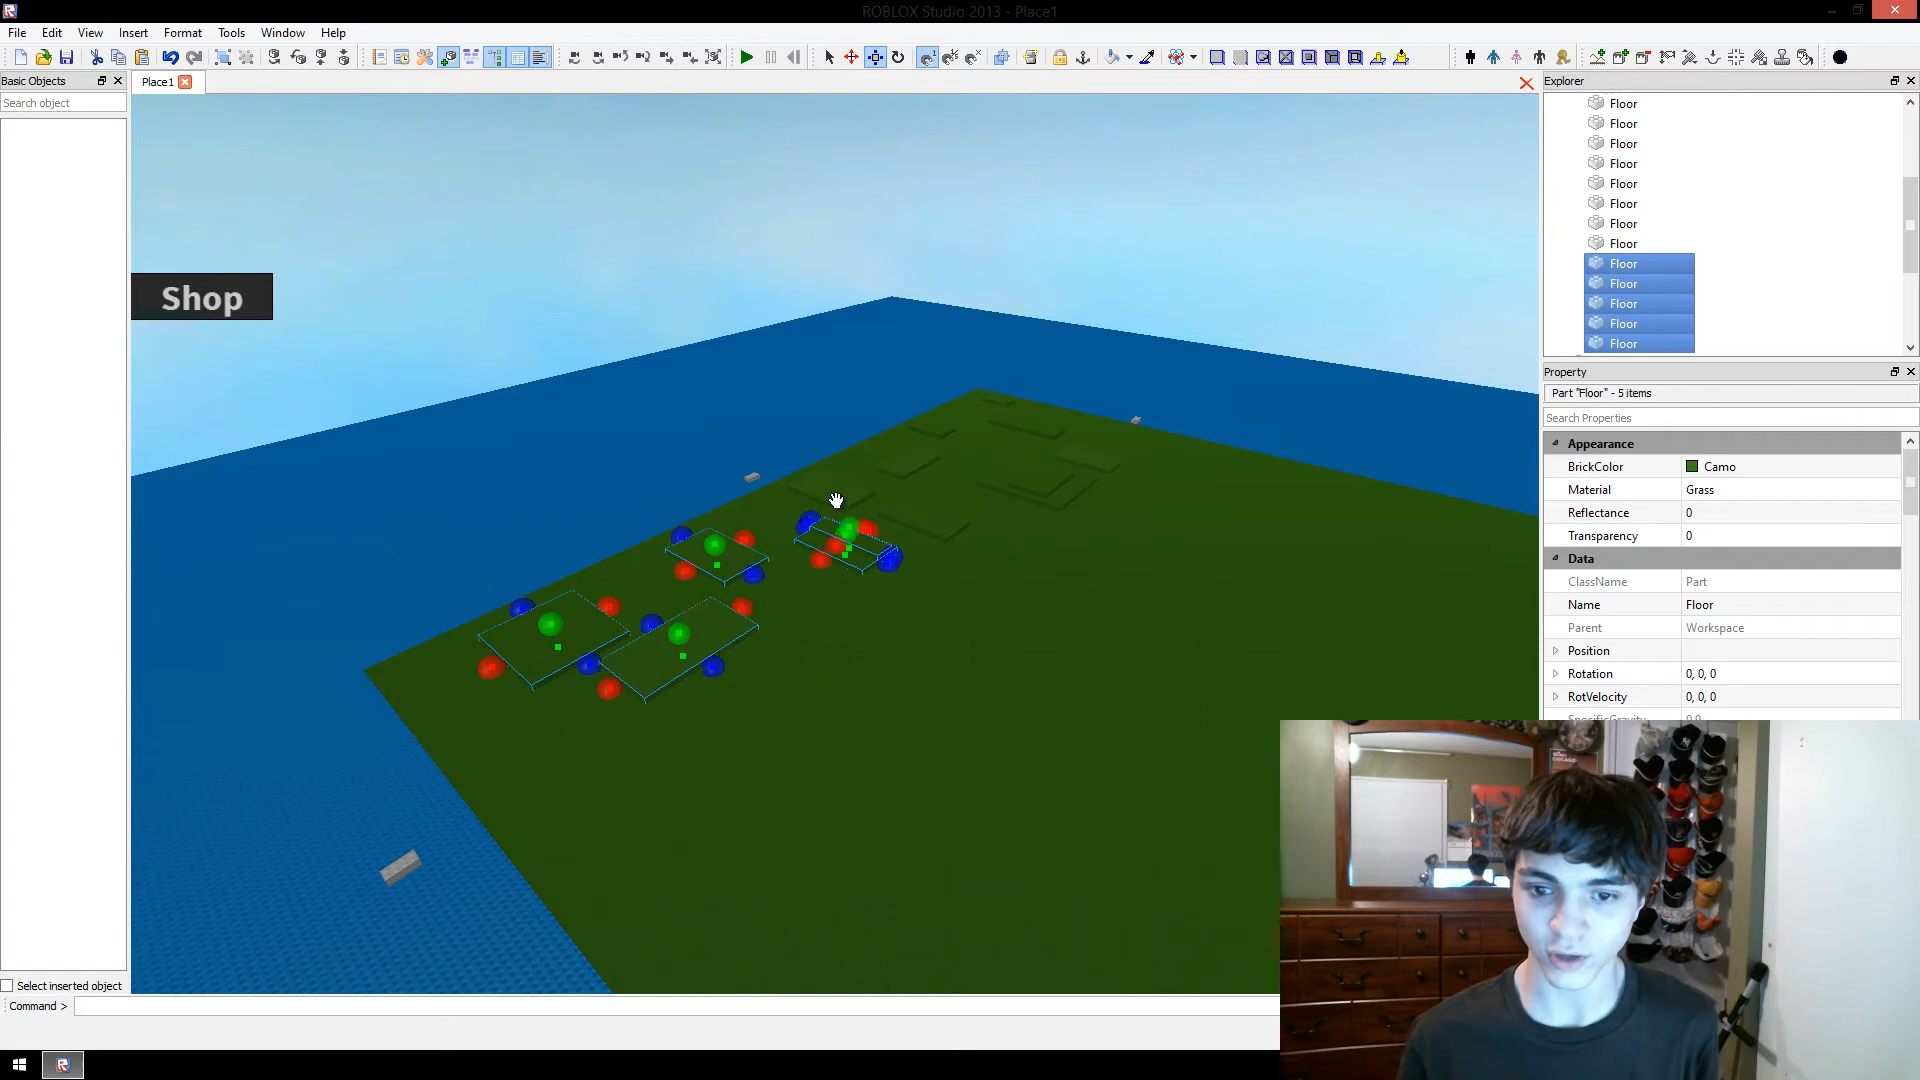 ROBLOX Studio 2013 - Place1
File Edit View Insert Format Tools Window Help
Basic Objects
Search object
Place1
Shop
Explorer
Floor
Floor
Floor
Floor
Floor
Floor
Floor
Floor
Floor
Floor
Floor
Floor
Floor
Property
Part "Floor" - 5 items
Search Properties
Appearance
BrickColor Camo
Material Grass
Reflectance 0
Transparency 0
Data
ClassName Part
Name Floor
Parent Workspace
Position
Rotation 0, 0, 0
RotVelocity 0, 0, 0
CHICAGO
Select inserted object
Command >